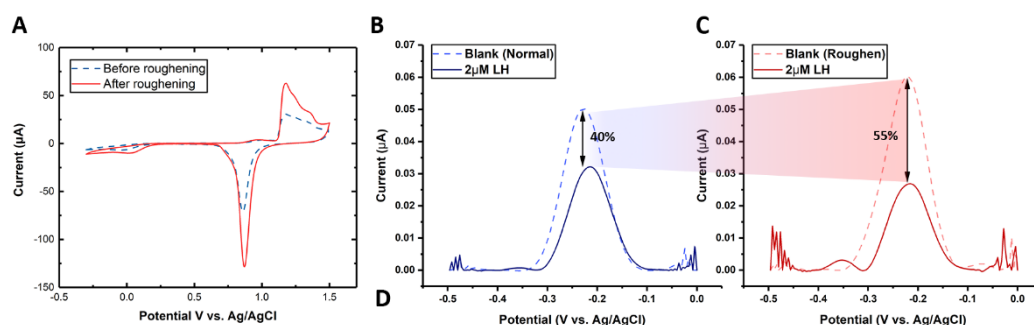 A
Before roughening
After roughening
100
75
50
25
0
-25
-50
-75
-100
-125
-150
Current (µA)
-0.5
0.0
0.5
1.0
1.5
Potential V vs. Ag/AgCl
B
Blank (Normal)
2µM LH
0.07
0.06
0.05
0.04
0.03
0.02
0.01
0.00
Current (µA)
40%
-0.5
-0.4
-0.3
-0.2
-0.1
0.0
Potential (V vs. Ag/AgCl)
C
Blank (Roughen)
2µM LH
0.07
0.06
0.05
0.04
0.03
0.02
0.01
0.00
Current (µA)
55%
-0.5
-0.4
-0.3
-0.2
-0.1
0.0
Potential (V vs. Ag/AgCl)
D